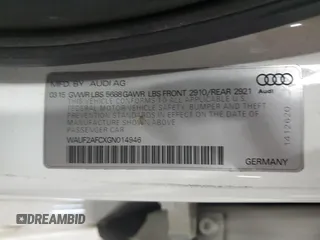 MFD. BY AUDI AG
03·15 GVWR LBS 5688 GAWR LBS FRONT 2910/REAR 2921
THIS VEHICLE CONFORMS TO ALL APPLICABLE U.S.
FEDERAL MOTOR VEHICLE SAFETY, BUMPER AND THEFT
PREVENTION STANDARDS IN EFFECT ON THE DATE OF
MANUFACTURE SHOWN ABOVE
PASSENGER CAR
WAUF2AFCXGN014946
GERMANY
Audi
DREAMBID